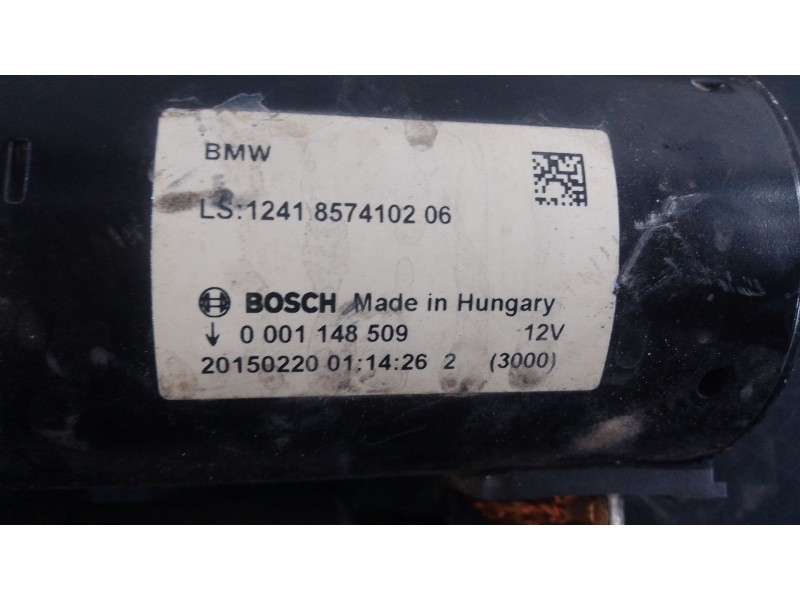 BMW
LS:1241 8574102 06
BOSCH Made in Hungary
↓ 0 001 148 509 12V
20150220 01:14:26 2 (3000)